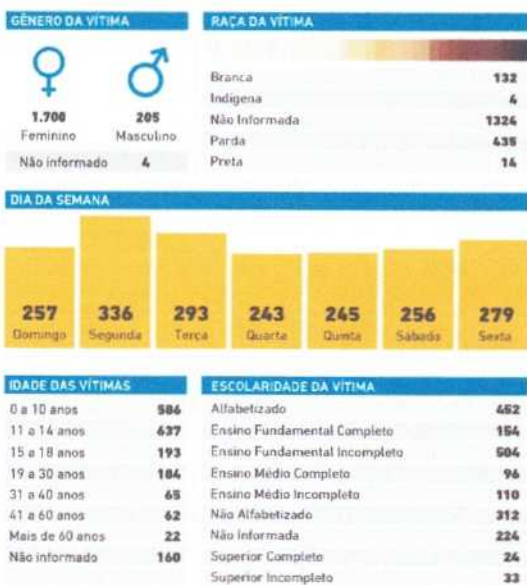 GÊNERO DA VÍTIMA
1.700 205
Feminino Masculino
Não informado 4
RAÇA DA VÍTIMA
Branca 132
Indígena 4
Não Informada 1324
Parda 435
Preta 14
DIA DA SEMANA
257 336 293 243 245 256 279
Domingo Segunda Terça Quarta Quinta Sábado Sexta
IDADE DAS VÍTIMAS
0 a 10 anos 586
11 a 14 anos 637
15 a 18 anos 193
19 a 30 anos 184
31 a 40 anos 65
41 a 60 anos 62
Mais de 60 anos 22
Não informado 160
ESCOLARIDADE DA VÍTIMA
Alfabetizado 452
Ensino Fundamental Completo 154
Ensino Fundamental Incompleto 504
Ensino Médio Completo 96
Ensino Médio Incompleto 110
Não Alfabetizado 312
Não Informada 224
Superior Completo 24
Superior Incompleto 33